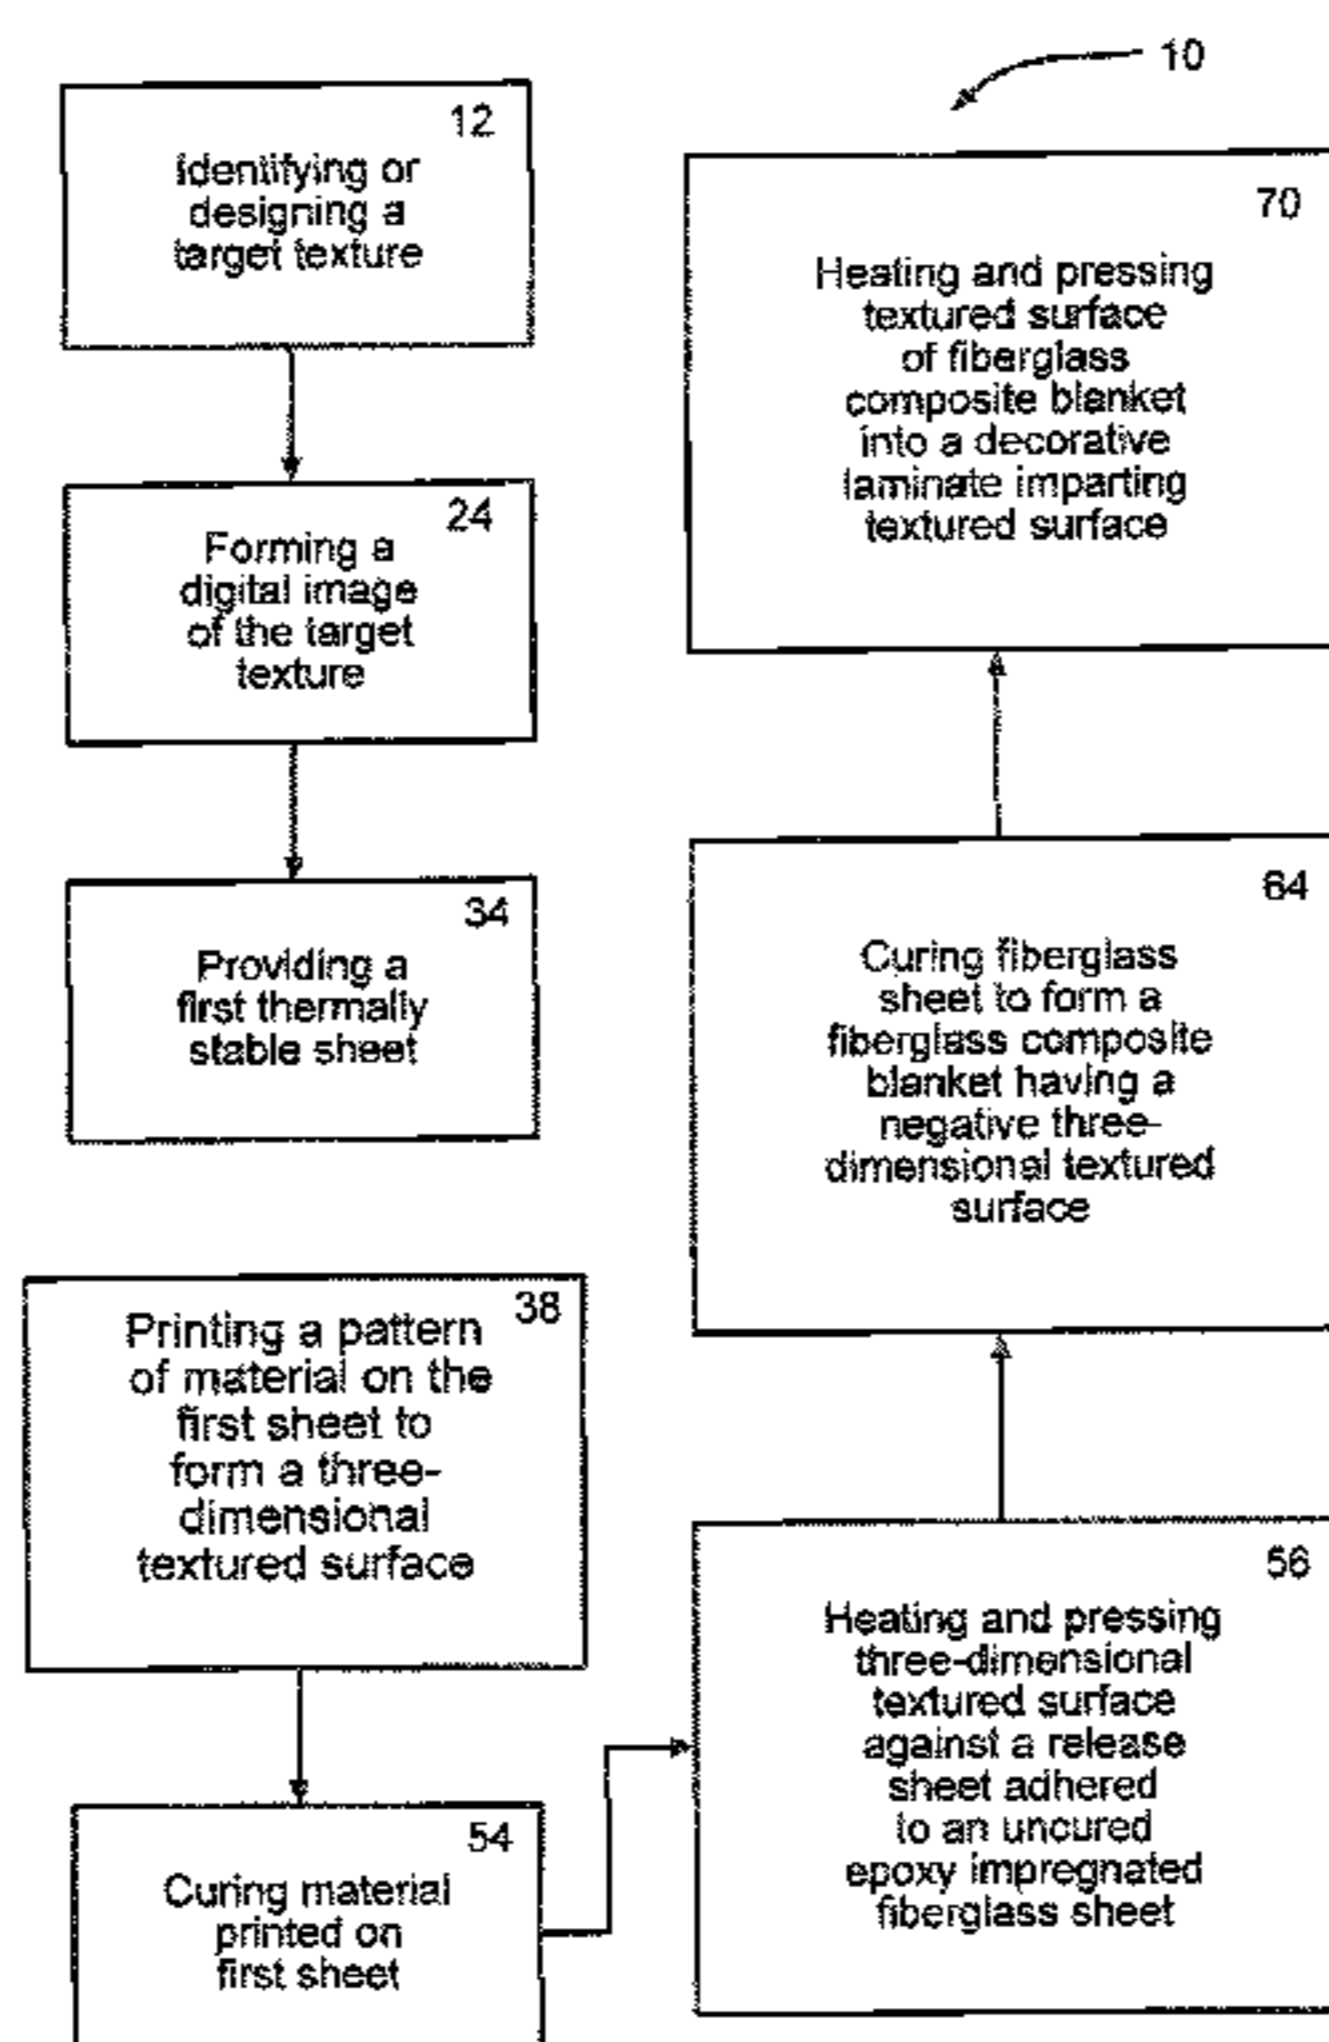 10
12
Identifying or
designing a
target texture
24
Forming a
digital image
of the target
texture
34
Providing a
first thermally
stable sheet
38
Printing a pattern
of material on the
first sheet to
form a three-
dimensional
textured surface
54
Curing material
printed on
first sheet
56
Heating and pressing
three-dimensional
textured surface
against a release
sheet adhered
to an uncured
epoxy impregnated
fiberglass sheet
64
Curing fiberglass
sheet to form a
fiberglass composite
blanket having a
negative three-
dimensional textured
surface
70
Heating and pressing
textured surface
of fiberglass
composite blanket
into a decorative
laminate imparting
textured surface